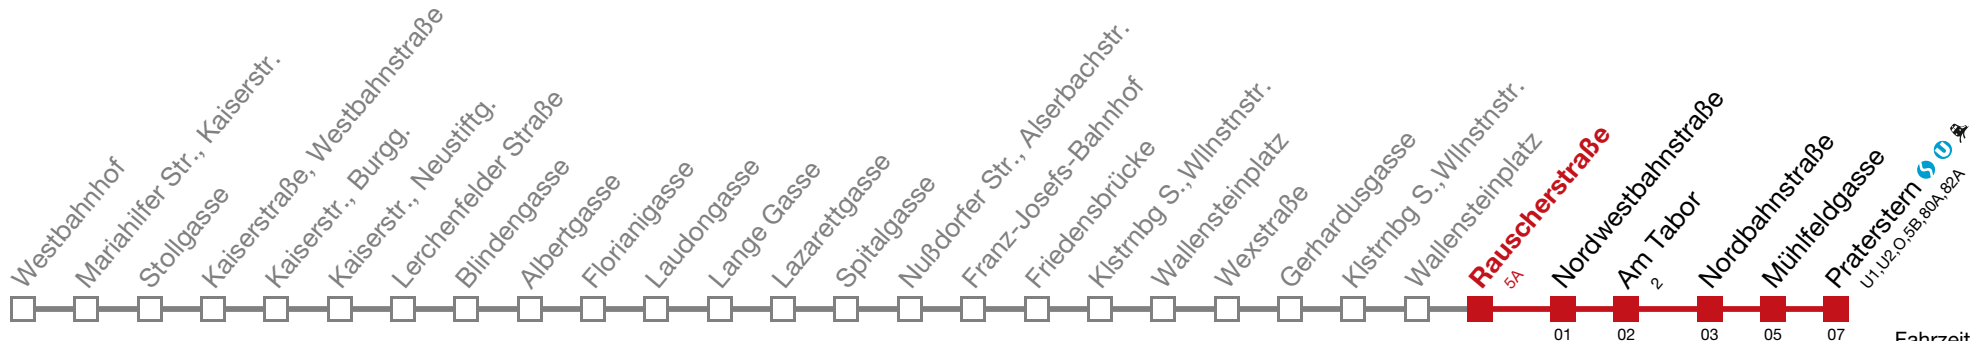 Westbahnhof
Mariahilfer Str., Kaiserstr.
Stollgasse
Kaiserstraße, Westbahnstraße
Kaiserstr., Burgg.
Kaiserstr., Neustiftg.
Lerchenfelder Straße
Blindengasse
Albertgasse
Florianigasse
Laudongasse
Lange Gasse
Lazarettgasse
Spitalgasse
Nußdorfer Str., Alserbachstr.
Franz-Josefs-Bahnhof
Friedensbrücke
Klstrnbg S., Wllnstnstr.
Wallensteinplatz
Wexstraße
Gerhardusgasse
Klstrnbg S., Wllnstnstr.
Wallensteinplatz
Rauscherstraße
5A
Nordwestbahnstraße
Am Tabor
2
Nordbahnstraße
Mühlfeldgasse
Praterstern S U
U1,U2,O,5B,80A,82A
01 02 03 05 07
Fahrzeit